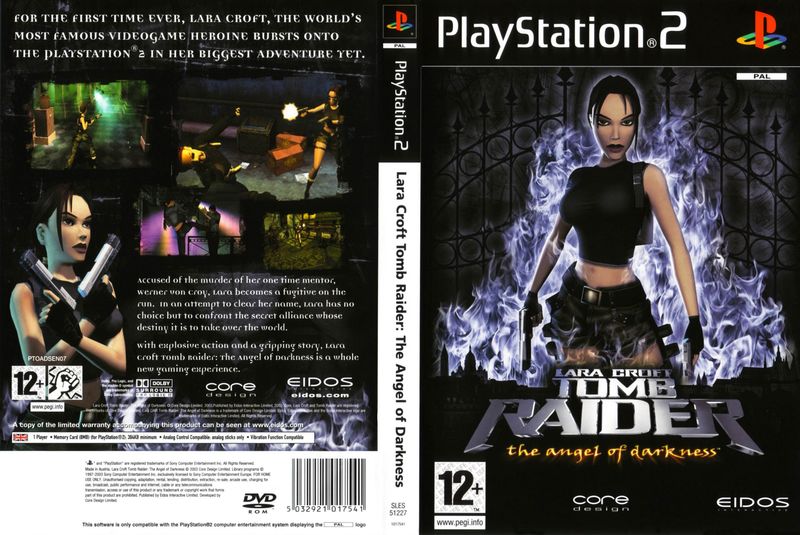 FOR THE FIRST TIME EVER, LARA CROFT, THE WORLD'S
MOST FAMOUS VIDEOGAME HEROINE BURSTS ONTO
THE PLAYSTATION®2 IN HER BIGGEST ADVENTURE YET.
Accused of the murder of her one time mentor,
Werner Von Croy, Lara becomes a fugitive on the
run. In an attempt to clear her name, Lara has no
choice but to confront the secret alliance whose
destiny it is to take over the world.
With explosive action and a gripping story, Lara
Croft Tomb Raider: The Angel of Darkness is a whole
new gaming experience.
PTOADSEN07
12+
www.pegi.info
DOLBY
SURROUND
PRO LOGIC II
core
design
EIDOS
eidos.com
A copy of the limited warranty accompanying this product can be seen at www.eidos.com
1 Player • Memory Card (8MB) (for PlayStation®2): 304KB minimum • Analog Control Compatible: analog sticks only • Vibration Function Compatible
DVD
ROM
5 032921 017541
This software is only compatible with the PlayStation®2 computer entertainment system displaying the PAL logo
PAL
PlayStation®2
Lara Croft Tomb Raider: The Angel of Darkness
SLES
51227
1017541
PlayStation®2
PAL
LARA CROFT
TOMB
RAIDER
the angel of darkness
12+
www.pegi.info
core
design
EIDOS